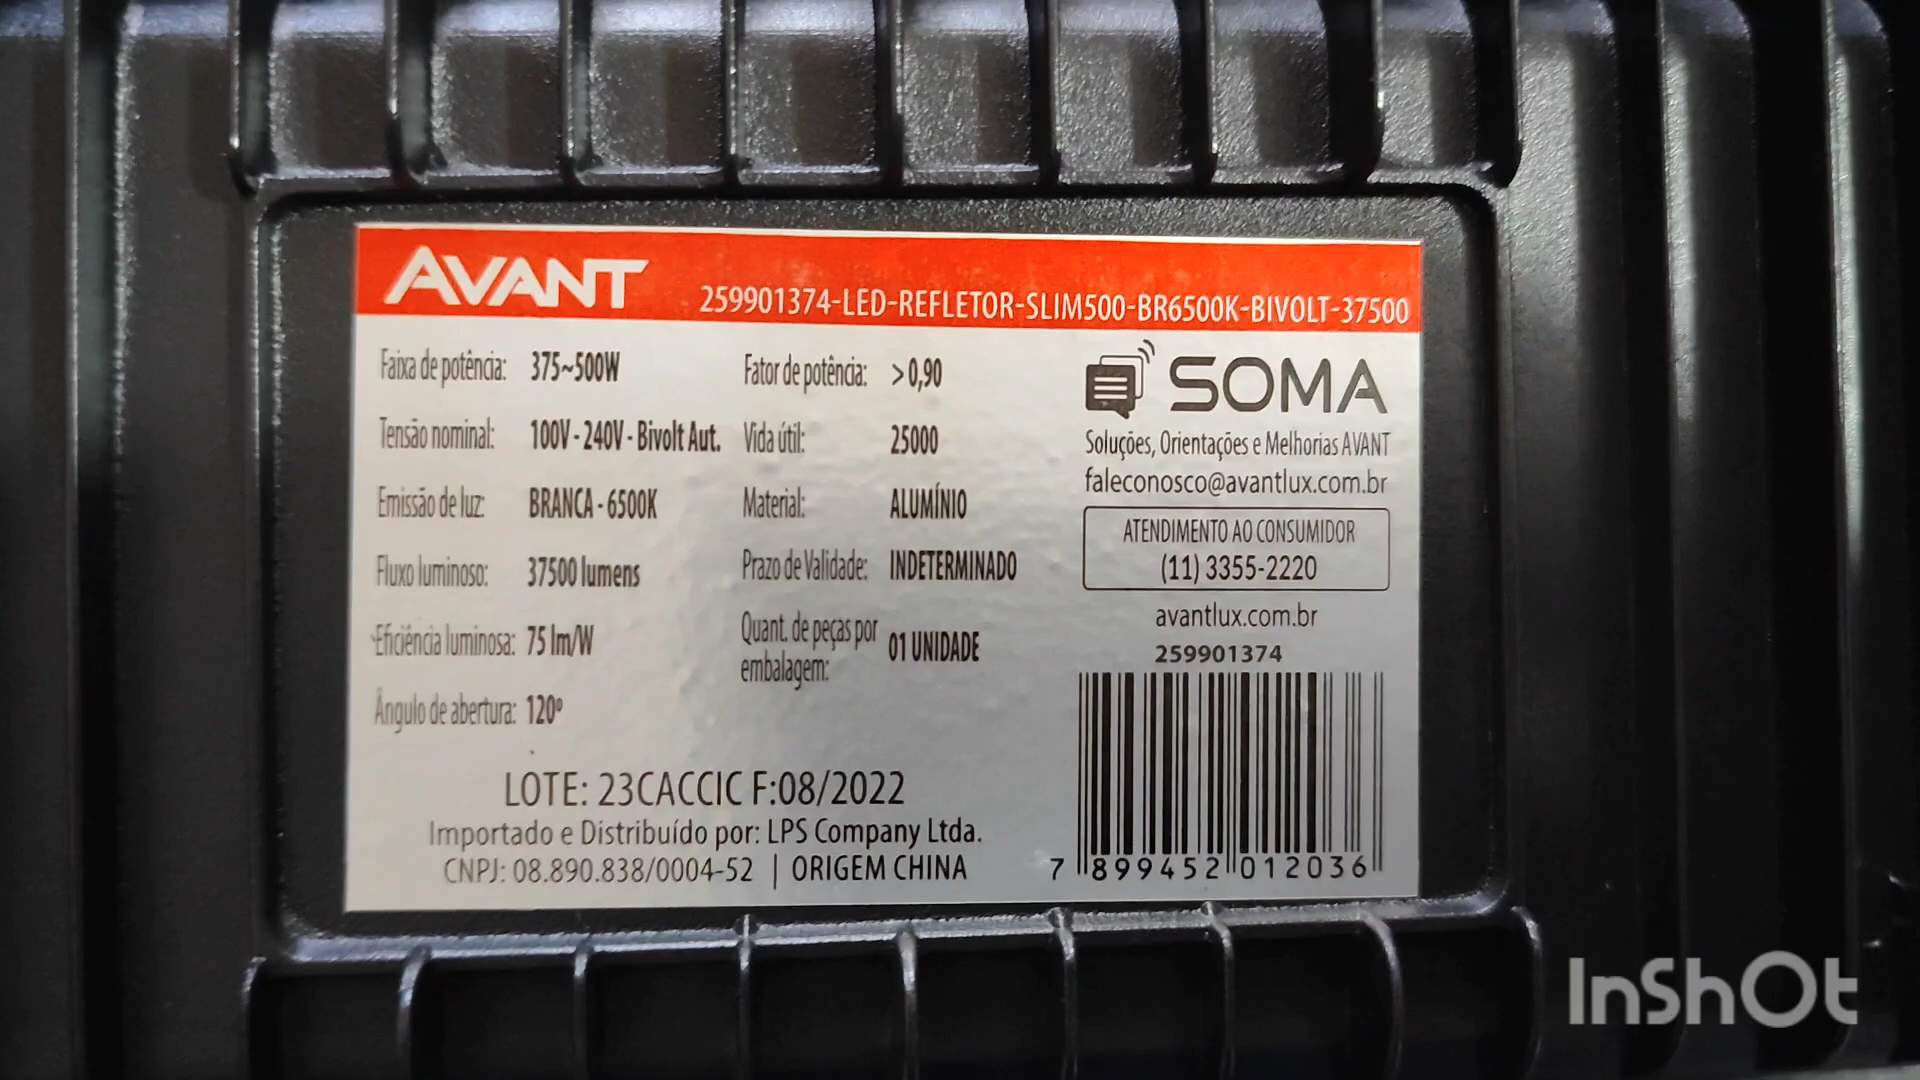 AVANT
259901374-LED-REFLETOR-SLIM500-BR6500K-BIVOLT-37500
Faixa de potência: 375~500W
Tensão nominal: 100V - 240V - Bivolt Aut.
Emissão de luz: BRANCA - 6500K
Fluxo luminoso: 37500 lumens
Eficiência luminosa: 75 lm/W
Ângulo de abertura: 120º
Fator de potência: >0,90
Vida útil: 25000
Material: ALUMÍNIO
Prazo de Validade: INDETERMINADO
Quant. de peças por
embalagem: 01 UNIDADE
SOMA
Soluções, Orientações e Melhorias AVANT
faleconosco@avantlux.com.br
ATENDIMENTO AO CONSUMIDOR
(11) 3355-2220
avantlux.com.br
259901374
7 899452 012036
LOTE: 23CACCIC F:08/2022
Importado e Distribuído por: LPS Company Ltda.
CNPJ: 08.890.838/0004-52 | ORIGEM CHINA
InShOt